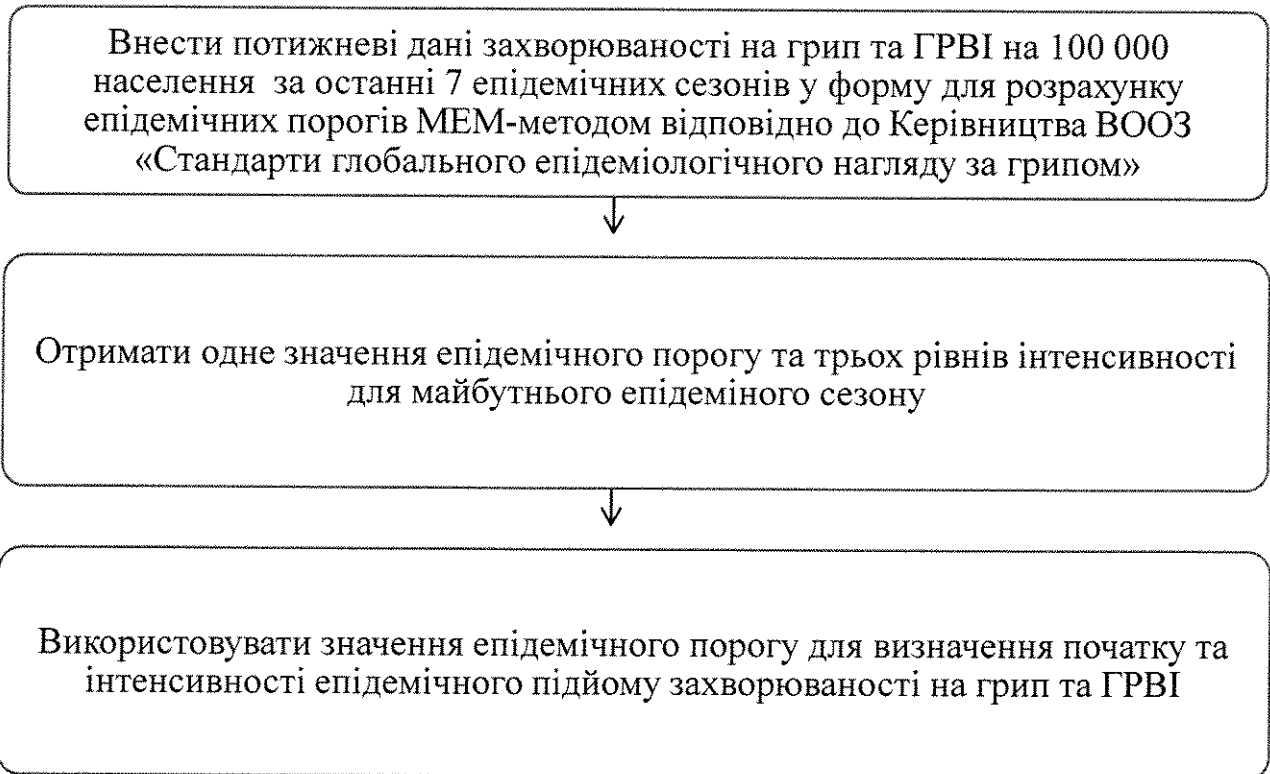 Внести потижневі дані захворюваності на грип та ГРВІ на 100 000
населення за останні 7 епідемічних сезонів у форму для розрахунку
епідемічних порогів МЕМ-методом відповідно до Керівництва ВООЗ
«Стандарти глобального епідеміологічного нагляду за грипом»
Отримати одне значення епідемічного порогу та трьох рівнів інтенсивності
для майбутнього епідеміного сезону
Використовувати значення епідемічного порогу для визначення початку та
інтенсивності епідемічного підйому захворюваності на грип та ГРВІ